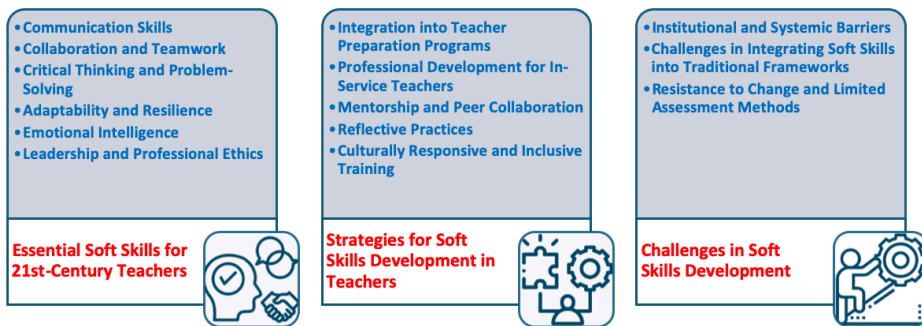 •Communication Skills
•Collaboration and Teamwork
•Critical Thinking and Problem-
Solving
•Adaptability and Resilience
•Emotional Intelligence
•Leadership and Professional Ethics
Essential Soft Skills for
21st-Century Teachers
•Integration into Teacher
Preparation Programs
•Professional Development for In-
Service Teachers
•Mentorship and Peer Collaboration
•Reflective Practices
•Culturally Responsive and Inclusive
Training
Strategies for Soft
Skills Development in
Teachers
•Institutional and Systemic Barriers
•Challenges in Integrating Soft Skills
into Traditional Frameworks
•Resistance to Change and Limited
Assessment Methods
Challenges in Soft
Skills Development